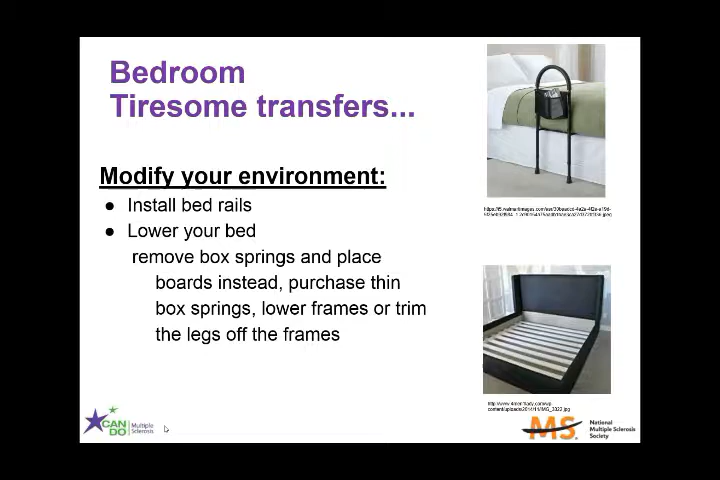 Bedroom
Tiresome transfers...
Modify your environment:
● Install bed rails
● Lower your bed
remove box springs and place
boards instead, purchase thin
box springs, lower frames or trim
the legs off the frames
CAN
DO
Multiple
Sclerosis
MS
National
Multiple Sclerosis
Society